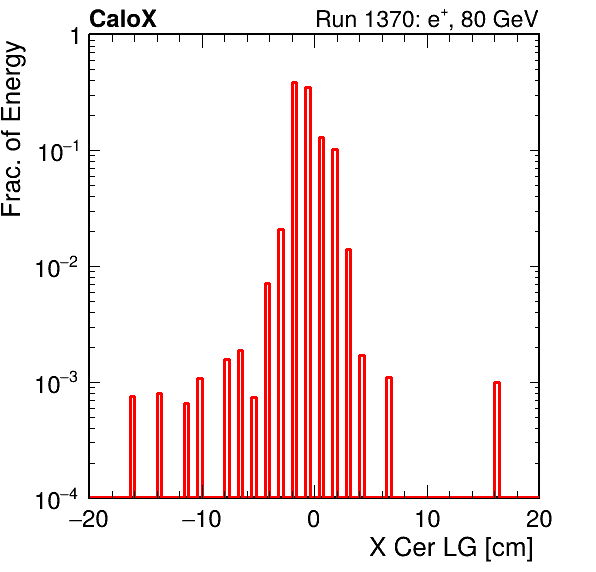 CaloX Run 1370: e⁺, 80 GeV
Frac. of Energy
1
10⁻¹
10⁻²
10⁻³
10⁻⁴
−20 −10 0 10 20
X Cer LG [cm]